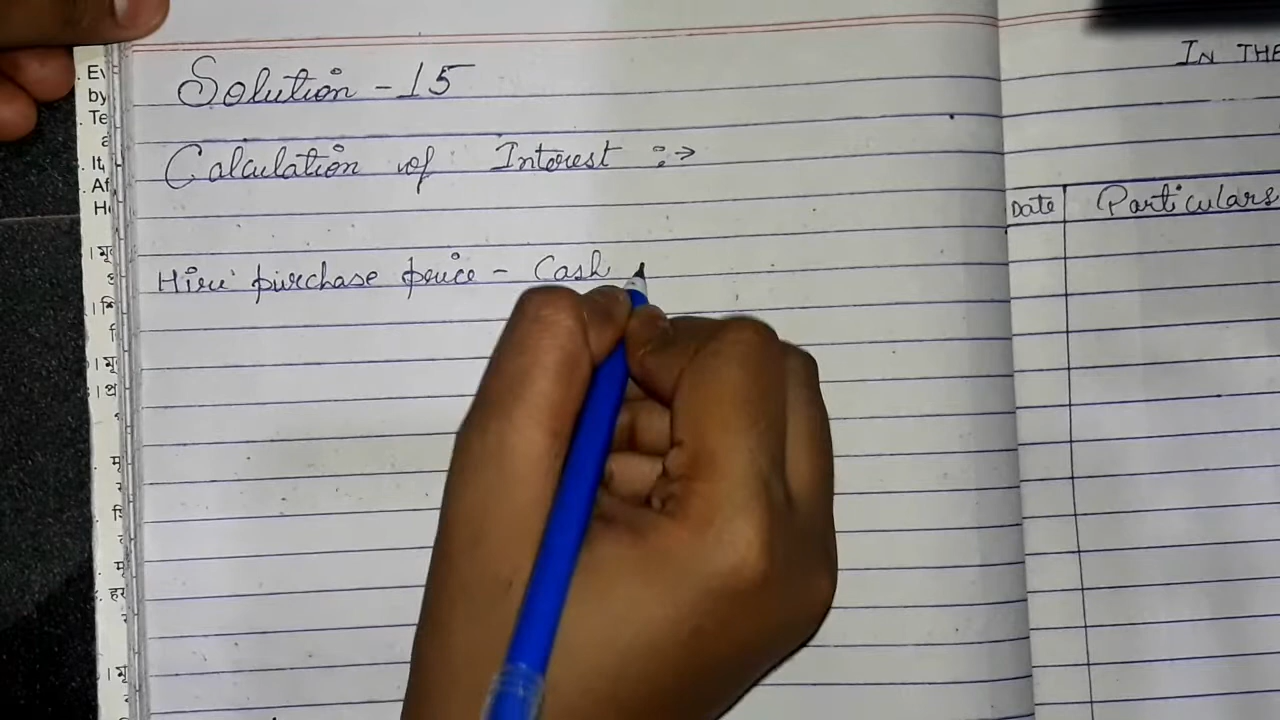 Solution - 15
Calculation of Interest :→
Hire purchase price - Cash
IN THE
Date
Particulars